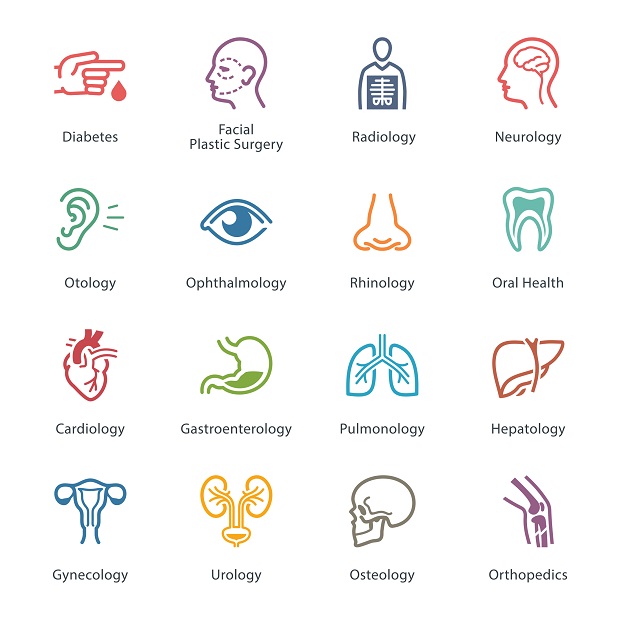 Diabetes
Facial
Plastic Surgery
Radiology
Neurology
Otology
Ophthalmology
Rhinology
Oral Health
Cardiology
Gastroenterology
Pulmonology
Hepatology
Gynecology
Urology
Osteology
Orthopedics